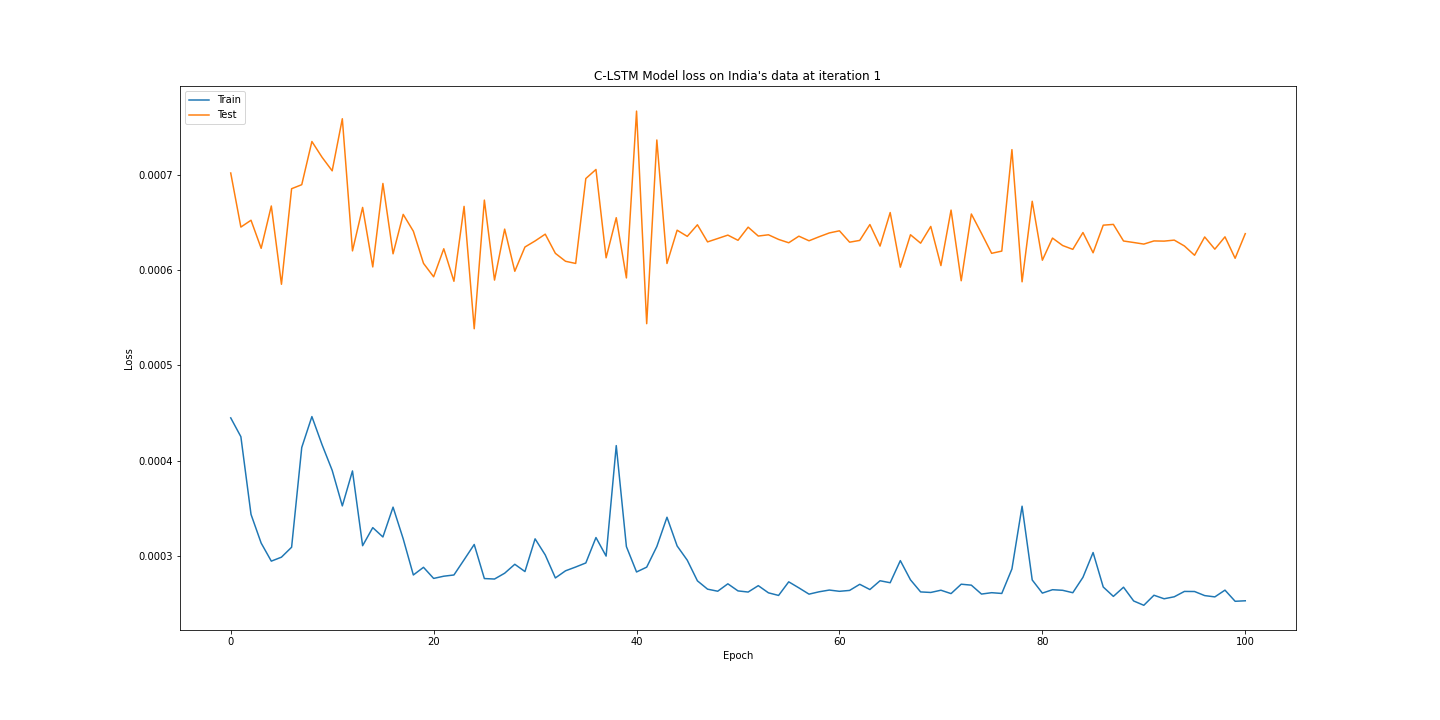 C-LSTM Model loss on India's data at iteration 1
Train
Test
0.0007
0.0006
0.0005
0.0004
0.0003
Loss
0 20 40 60 80 100
Epoch